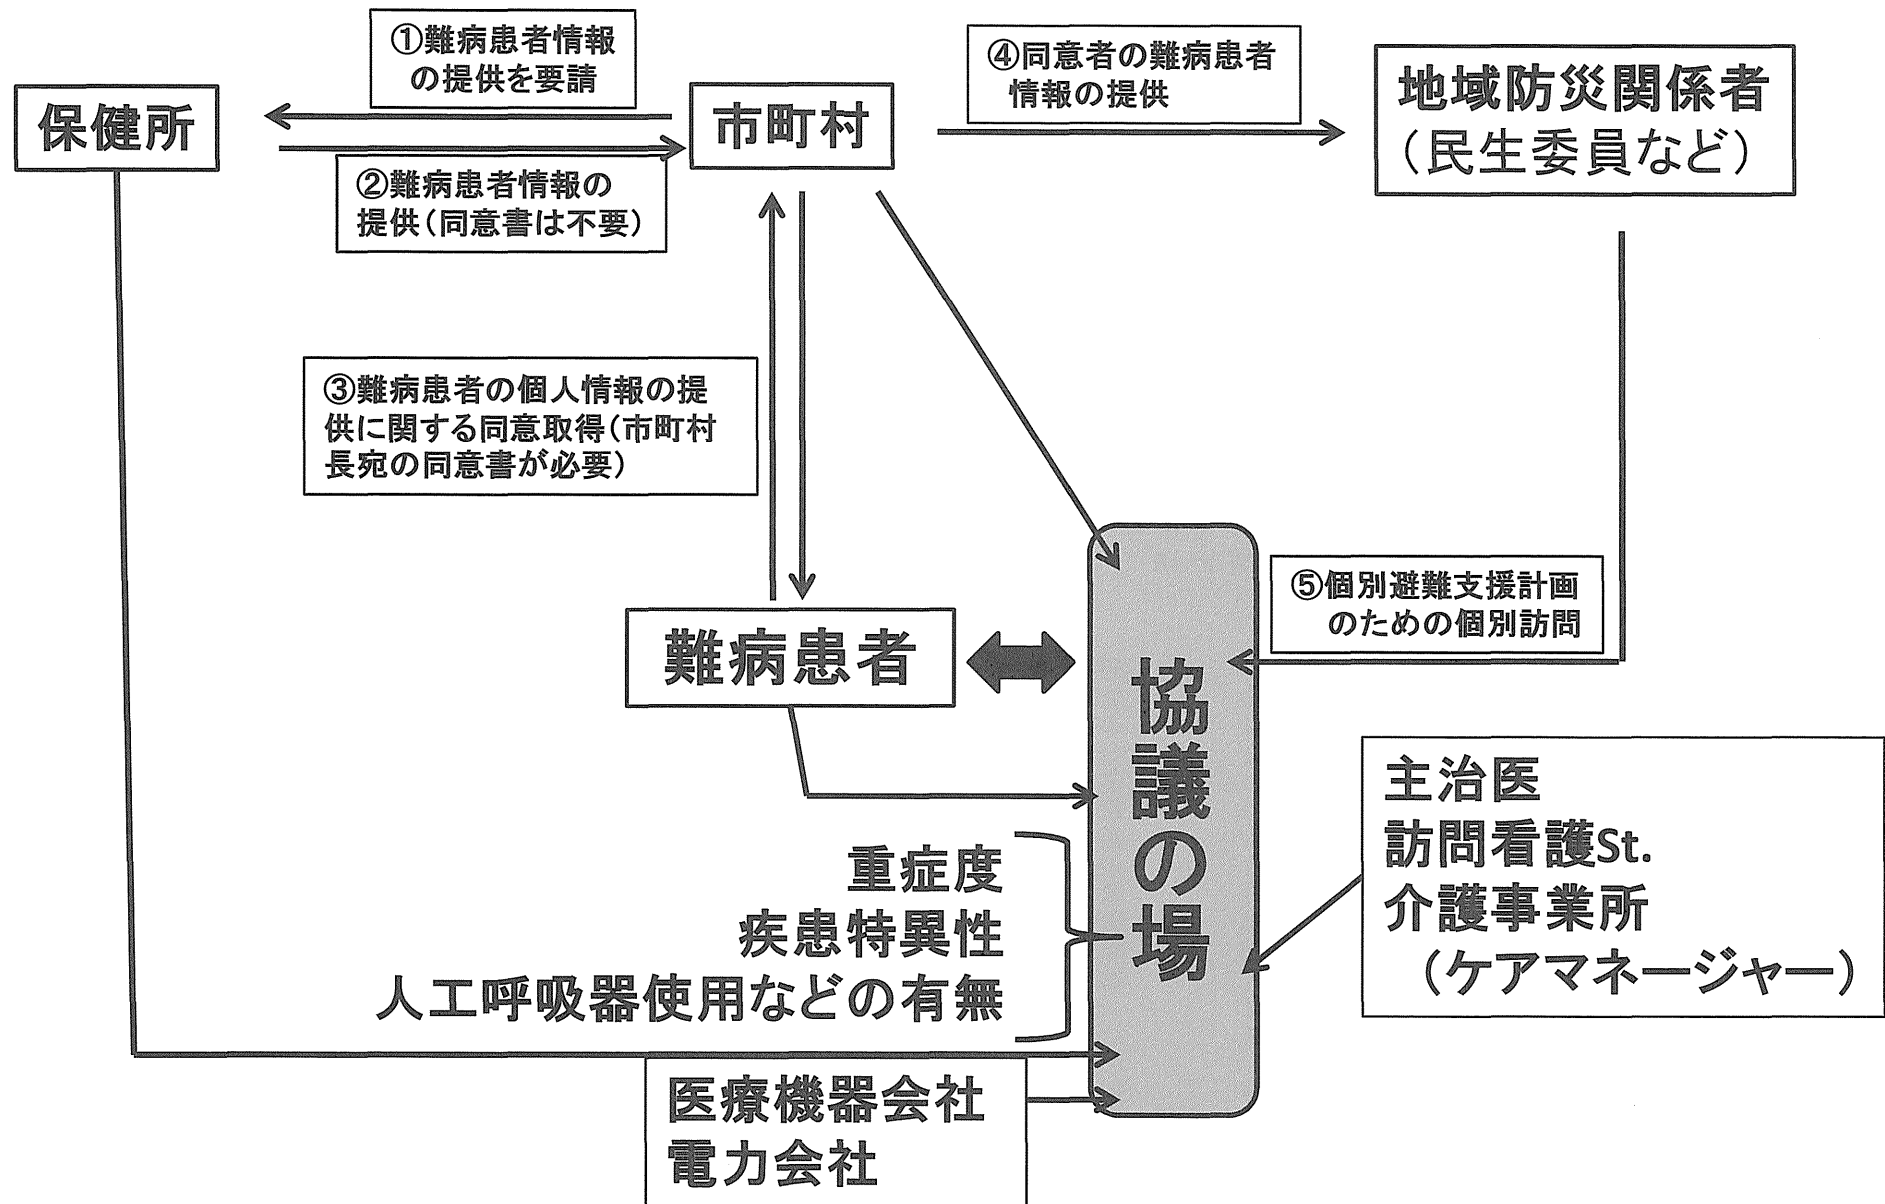 ①難病患者情報
の提供を要請
④同意者の難病患者
情報の提供
保健所
市町村
地域防災関係者
（民生委員など）
②難病患者情報の
提供（同意書は不要）
③難病患者の個人情報の提
供に関する同意取得（市町村
長宛の同意書が必要）
⑤個別避難支援計画
のための個別訪問
難病患者
協議の場
主治医
訪問看護St.
介護事業所
（ケアマネージャー）
重症度
疾患特異性
人工呼吸器使用などの有無
医療機器会社
電力会社